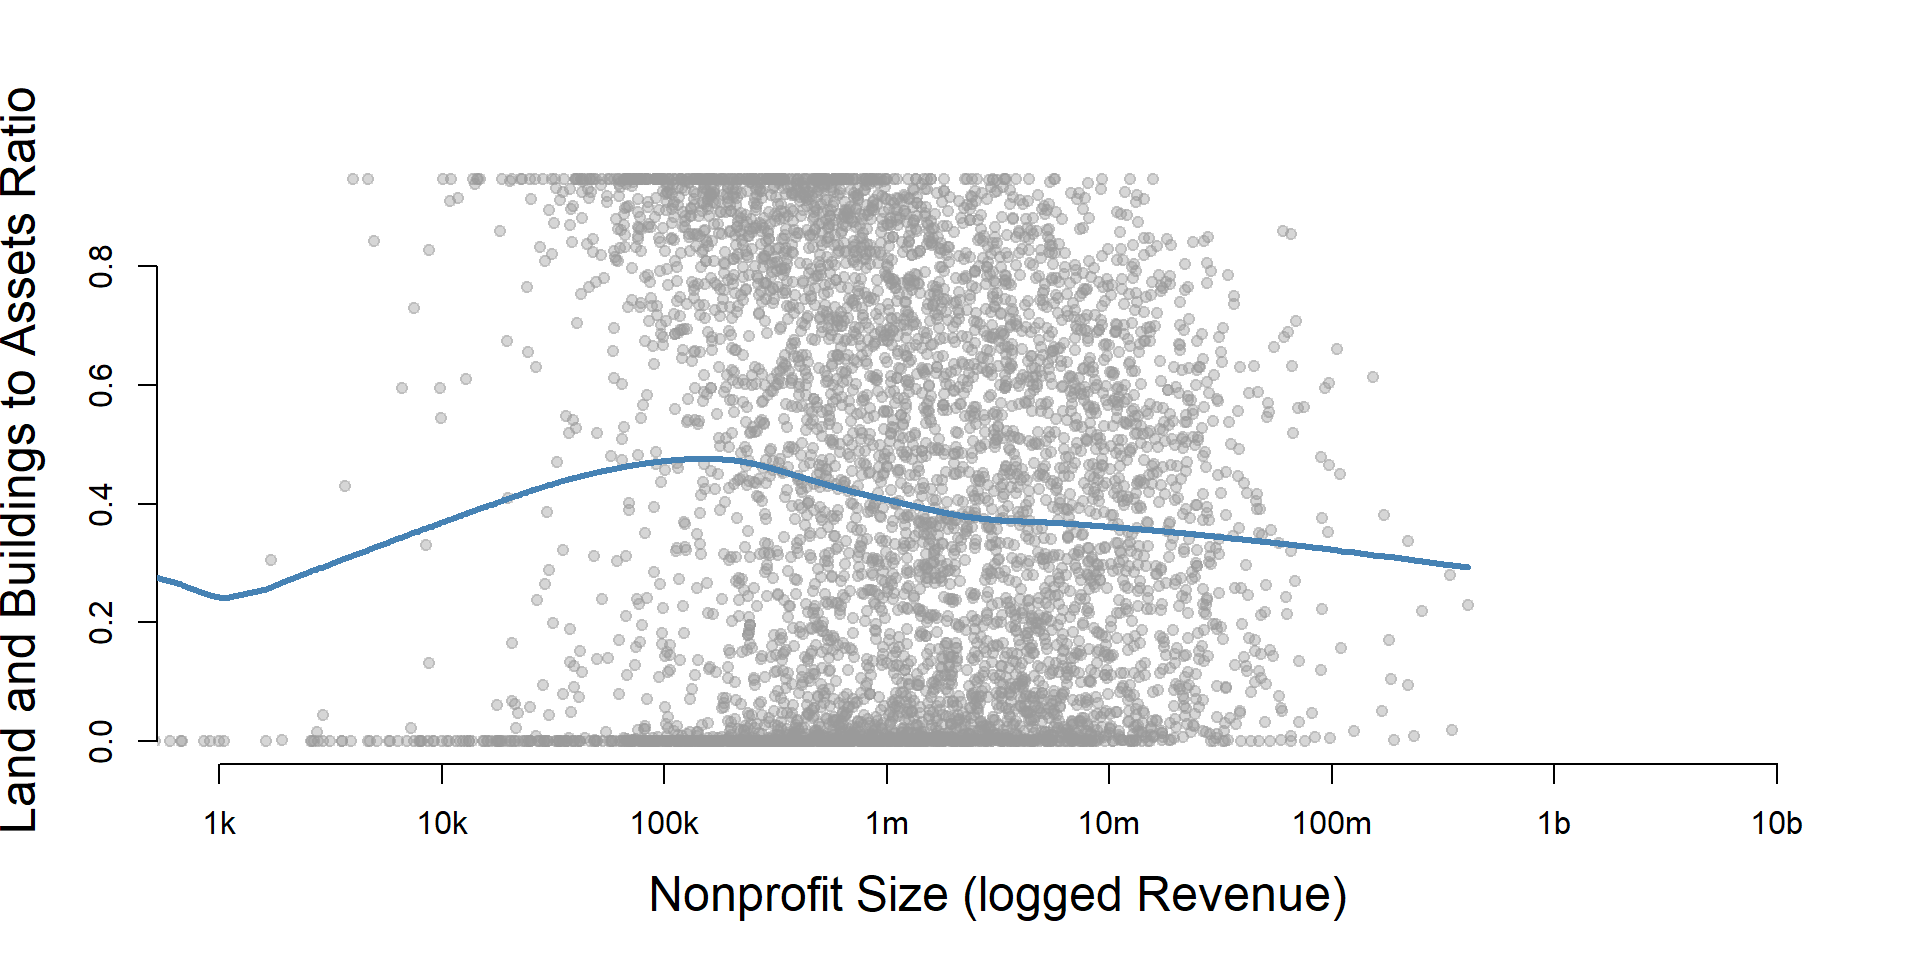 Land and Buildings to Assets Ratio
0.8
0.6
0.4
0.2
0.0
1k 10k 100k 1m 10m 100m 1b 10b
Nonprofit Size (logged Revenue)